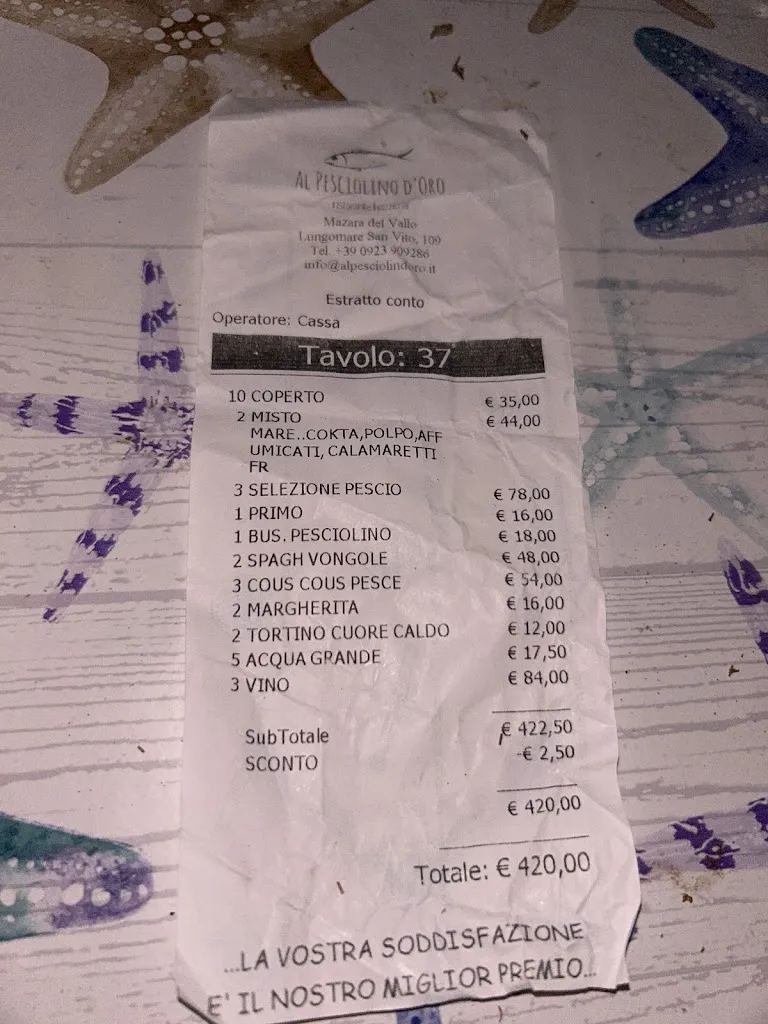 AL PESCIOLINO D'ORO
Mazara del Vallo
Lungomare San Vito, 109
Tel. +39 0923 909286
info@alpesciolindoro.it
Estratto conto
Operatore: Cassa
Tavolo: 37
10 COPERTO € 35,00
2 MISTO € 44,00
MARE..COKTA,POLPO,AFF
UMICATI, CALAMARETTI
FR
3 SELEZIONE PESCIO € 78,00
1 PRIMO € 16,00
1 BUS. PESCIOLINO € 18,00
2 SPAGH VONGOLE € 48,00
3 COUS COUS PESCE € 54,00
2 MARGHERITA € 16,00
2 TORTINO CUORE CALDO € 12,00
5 ACQUA GRANDE € 17,50
3 VINO € 84,00
SubTotale € 422,50
SCONTO -€ 2,50
€ 420,00
Totale: € 420,00
...LA VOSTRA SODDISFAZIONE
E' IL NOSTRO MIGLIOR PREMIO...